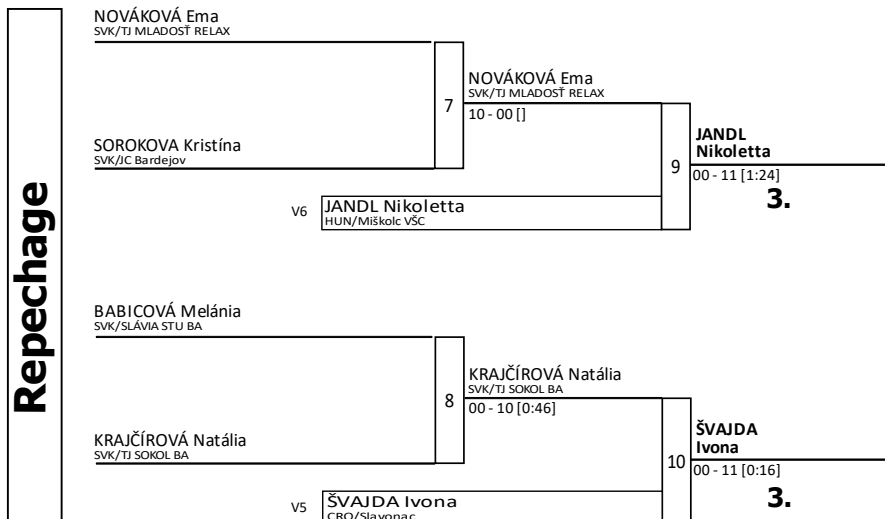 Repechage
NOVÁKOVÁ Ema
SVK/TJ MLADOSŤ RELAX
7
NOVÁKOVÁ Ema
SVK/TJ MLADOSŤ RELAX
10 - 00 []
SOROKOVA Kristína
SVK/JC Bardejov
9
JANDL
Nikoletta
00 - 11 [1:24]
3.
V6
JANDL Nikoletta
HUN/Miškolc VŠC
BABICOVÁ Melánia
SVK/SLÁVIA STU BA
8
KRAJČÍROVÁ Natália
SVK/TJ SOKOL BA
00 - 10 [0:46]
KRAJČÍROVÁ Natália
SVK/TJ SOKOL BA
10
ŠVAJDA
Ivona
00 - 11 [0:16]
3.
V5
ŠVAJDA Ivona
CRO/Slavonac